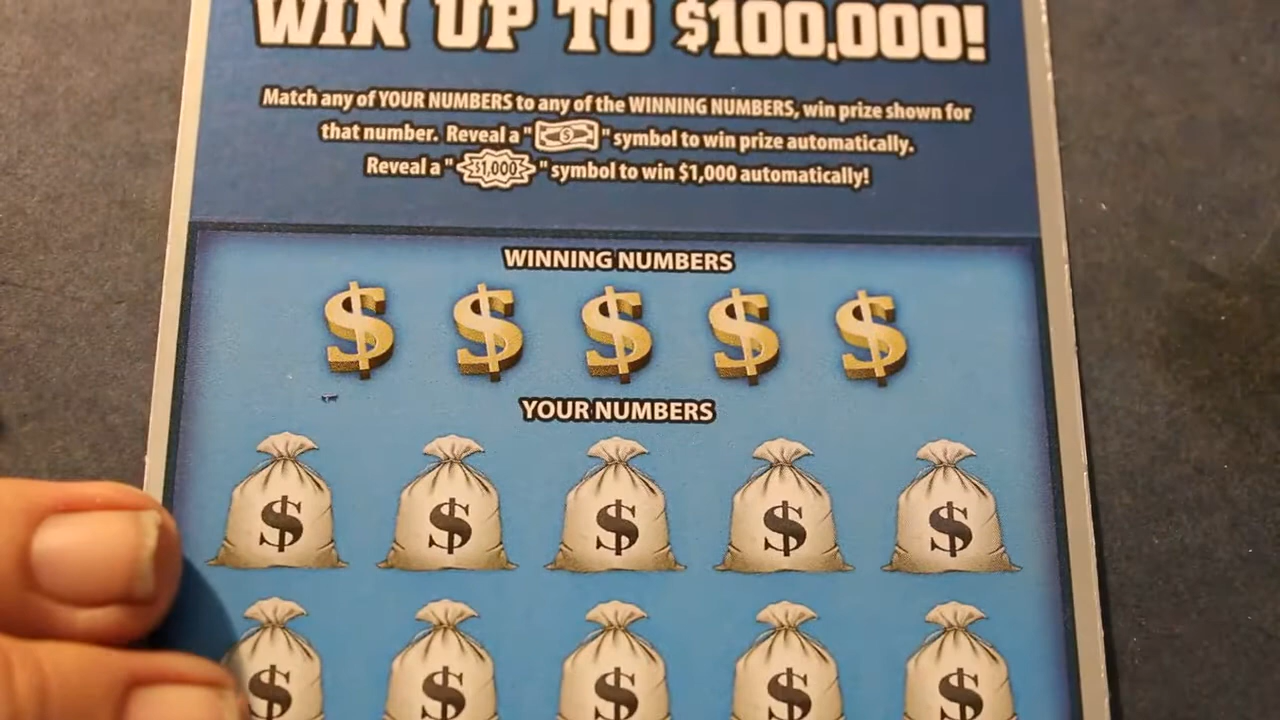 WIN UP TO $100,000!
Match any of YOUR NUMBERS to any of the WINNING NUMBERS, win prize shown for
that number. Reveal a "$" symbol to win prize automatically.
Reveal a "$1,000" symbol to win $1,000 automatically!
WINNING NUMBERS
$ $ $ $ $
YOUR NUMBERS
$ $ $ $ $
$ $ $ $ $